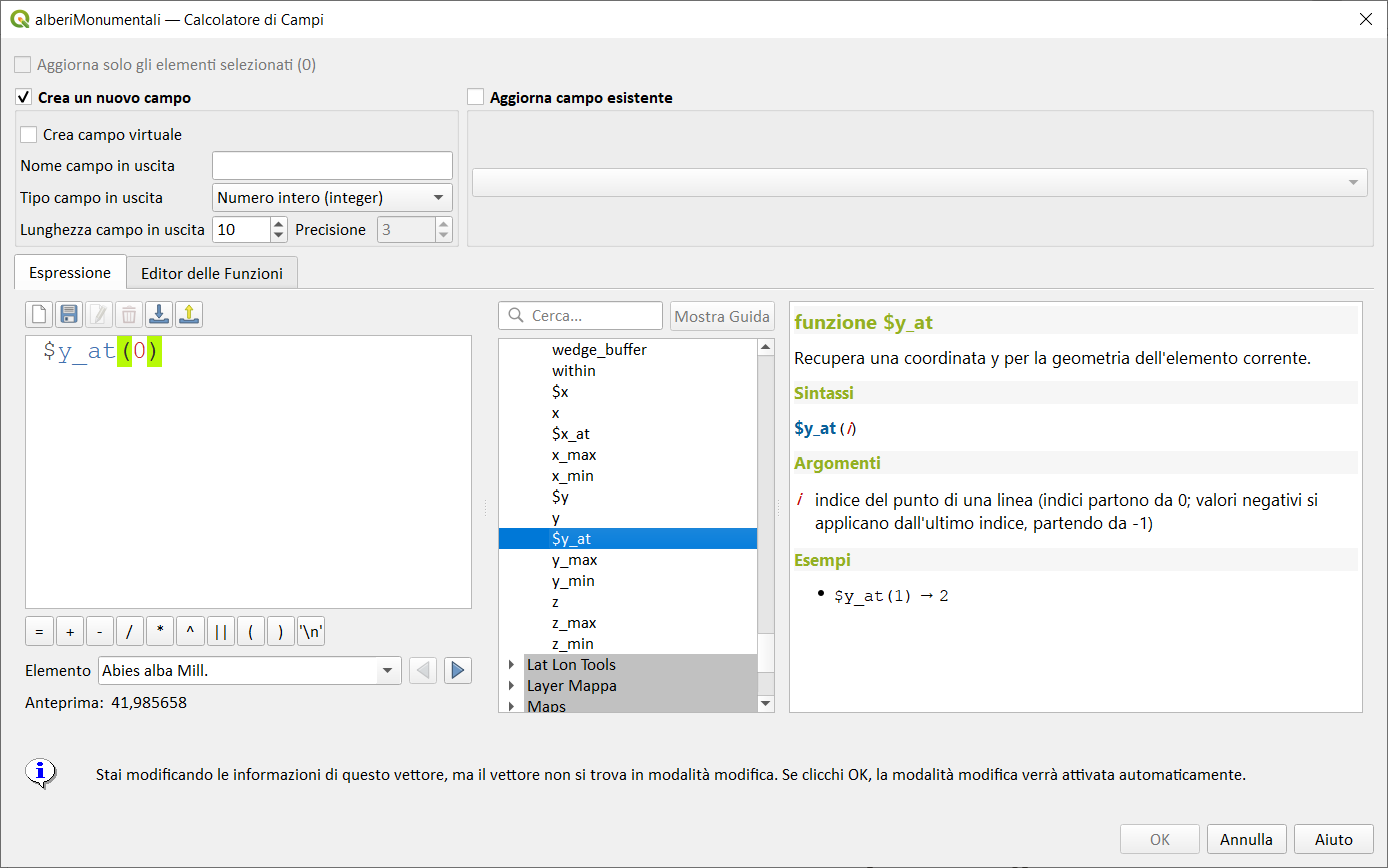 alberiMonumentali — Calcolatore di Campi
Aggiorna solo gli elementi selezionati (0)
Crea un nuovo campo
Aggiorna campo esistente
Crea campo virtuale
Nome campo in uscita
Tipo campo in uscita Numero intero (integer)
Lunghezza campo in uscita 10 Precisione 3
Espressione Editor delle Funzioni
Cerca... Mostra Guida
$y_at(0)
wedge_buffer
within
$x
x
$x_at
x_max
x_min
$y
y
$y_at
y_max
y_min
z
z_max
z_min
Lat Lon Tools
Layer Mappa
Maps
funzione $y_at
Recupera una coordinata y per la geometria dell'elemento corrente.
Sintassi
$y_at (i)
Argomenti
i indice del punto di una linea (indici partono da 0; valori negativi si
applicano dall'ultimo indice, partendo da -1)
Esempi
• $y_at(1) → 2
= + - / * ^ || ( ) '\n'
Elemento Abies alba Mill.
Anteprima: 41,985658
Stai modificando le informazioni di questo vettore, ma il vettore non si trova in modalità modifica. Se clicchi OK, la modalità modifica verrà attivata automaticamente.
OK Annulla Aiuto